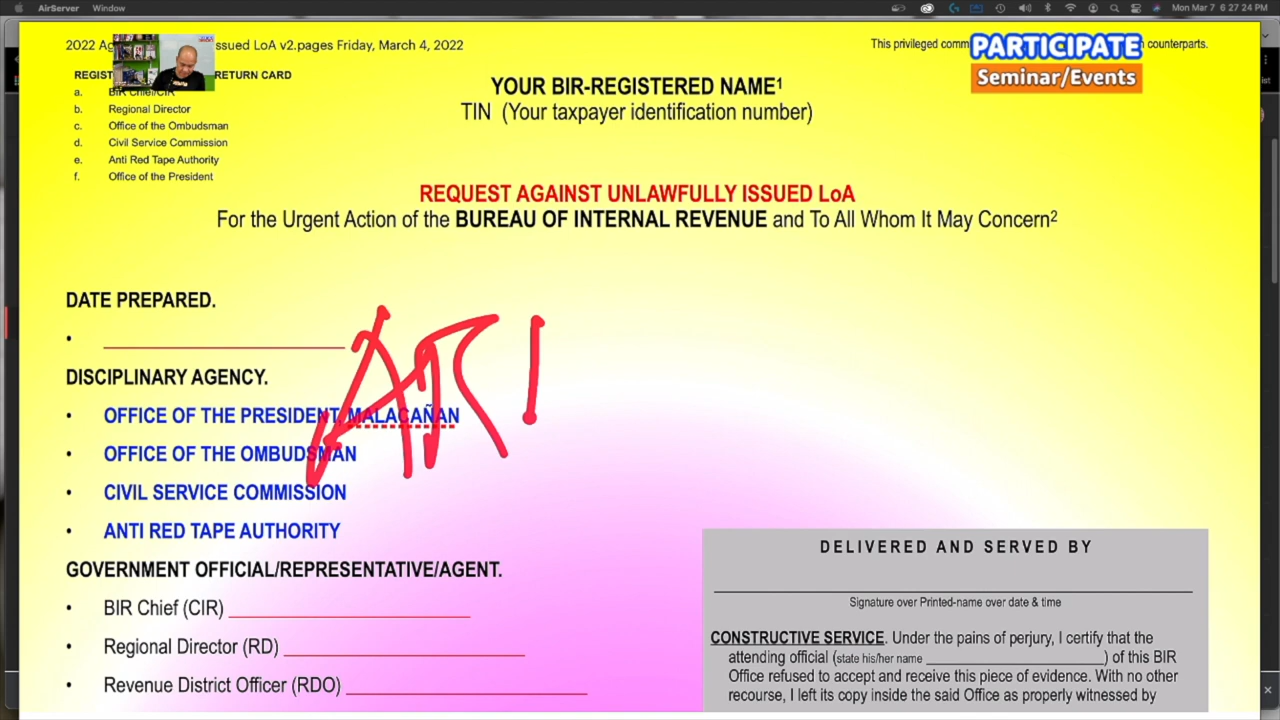 AirServer Window
Mon Mar 7 6:27:24 PM
2022 Ag
ssued LoA v2.pages Friday, March 4, 2022
This privileged comm
counterparts.
PARTICIPATE
Seminar/Events
REGIST
RETURN CARD
a. BIR Chief/CIR
b. Regional Director
c. Office of the Ombudsman
d. Civil Service Commission
e. Anti Red Tape Authority
f. Office of the President
YOUR BIR-REGISTERED NAME1
TIN (Your taxpayer identification number)
REQUEST AGAINST UNLAWFULLY ISSUED LoA
For the Urgent Action of the BUREAU OF INTERNAL REVENUE and To All Whom It May Concern2
DATE PREPARED.
DISCIPLINARY AGENCY.
• OFFICE OF THE PRESIDENT, MALACAÑAN
• OFFICE OF THE OMBUDSMAN
• CIVIL SERVICE COMMISSION
• ANTI RED TAPE AUTHORITY
GOVERNMENT OFFICIAL/REPRESENTATIVE/AGENT.
• BIR Chief (CIR)
• Regional Director (RD)
• Revenue District Officer (RDO)
DELIVERED AND SERVED BY
Signature over Printed-name over date & time
CONSTRUCTIVE SERVICE. Under the pains of perjury, I certify that the
attending official (state his/her name ) of this BIR
Office refused to accept and receive this piece of evidence. With no other
recourse, I left its copy inside the said Office as properly witnessed by